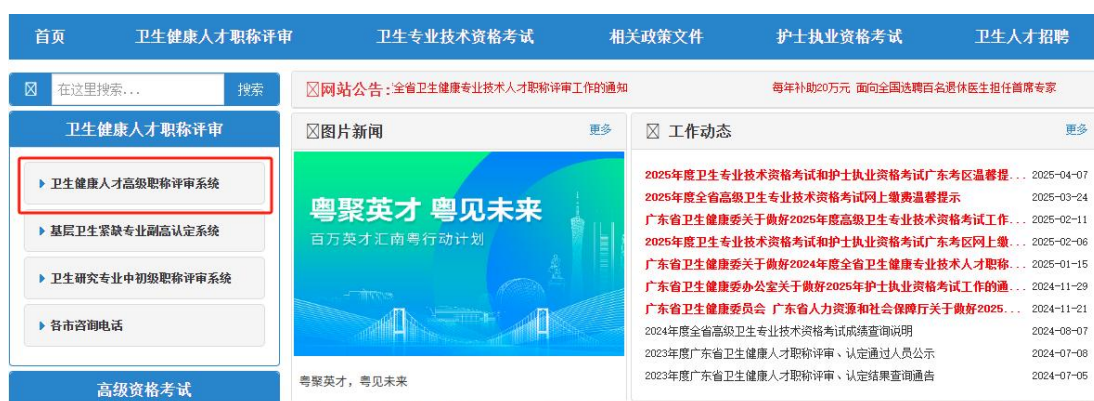 首页 卫生健康人才职称评审 卫生专业技术资格考试 相关政策文件 护士执业资格考试 卫生人才招聘
在这里搜索... 搜索
网站公告: 全省卫生健康专业技术人才职称评审工作的通知 每年补助20万元 面向全国选聘百名退休医生担任首席专家
卫生健康人才职称评审
卫生健康人才高级职称评审系统
基层卫生紧缺专业副高认定系统
卫生研究专业中初级职称评审系统
各市咨询电话
高级资格考试
图片新闻 更多
粤聚英才 粤见未来
百万英才汇南粤行动计划
粤聚英才，粤见未来
工作动态 更多
2025年度卫生专业技术资格考试和护士执业资格考试广东考区温馨提... 2025-04-07
2025年度全省高级卫生专业技术资格考试网上缴费温馨提示 2025-03-24
广东省卫生健康委关于做好2025年度高级卫生专业技术资格考试工作... 2025-02-11
2025年度卫生专业技术资格考试和护士执业资格考试广东考区网上缴... 2025-02-06
广东省卫生健康委关于做好2024年度全省卫生健康专业技术人才职称... 2025-01-15
广东省卫生健康委办公室关于做好2025年护士执业资格考试工作的通... 2024-11-29
广东省卫生健康委员会 广东省人力资源和社会保障厅关于做好2025... 2024-11-21
2024年度全省高级卫生专业技术资格考试成绩查询说明 2024-08-07
2023年度广东省卫生健康人才职称评审、认定通过人员公示 2024-07-08
2023年度广东省卫生健康人才职称评审、认定结果查询通告 2024-07-05